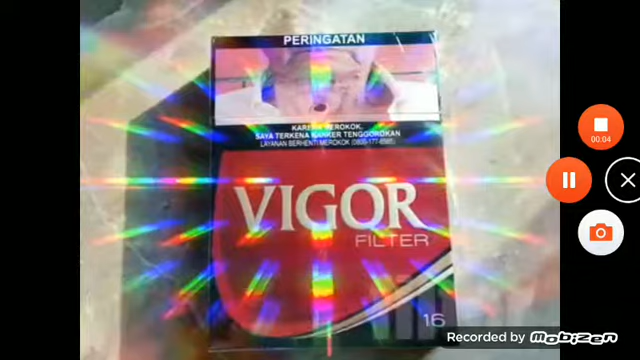 PERINGATAN
KARENA MEROKOK,
SAYA TERKENA KANKER TENGGOROKAN
LAYANAN BERHENTI MEROKOK (0800-177-6565)
VIGOR
FILTER
16
00:04
Recorded by mobizen